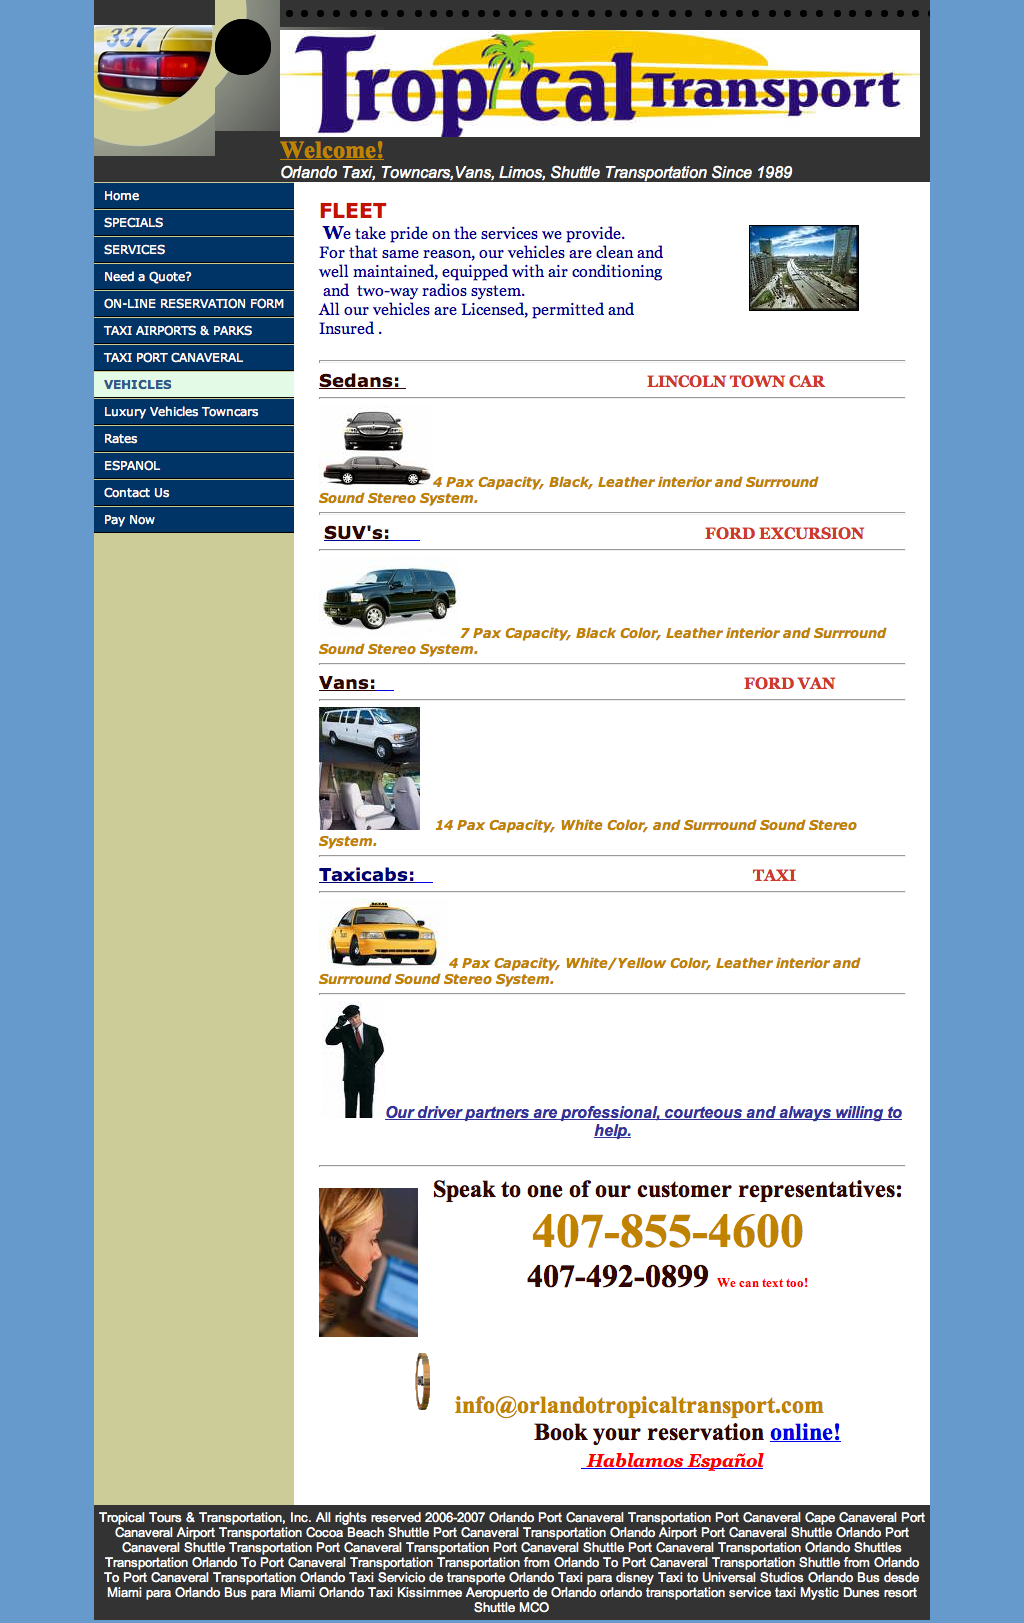 337
Tropical Transport
Welcome!
Orlando Taxi, Towncars,Vans, Limos, Shuttle Transportation Since 1989
Home
SPECIALS
SERVICES
Need a Quote?
ON-LINE RESERVATION FORM
TAXI AIRPORTS & PARKS
TAXI PORT CANAVERAL
VEHICLES
Luxury Vehicles Towncars
Rates
ESPANOL
Contact Us
Pay Now
FLEET
We take pride on the services we provide.
For that same reason, our vehicles are clean and
well maintained, equipped with air conditioning
and two-way radios system.
All our vehicles are Licensed, permitted and
Insured .
Sedans: LINCOLN TOWN CAR
4 Pax Capacity, Black, Leather interior and Surrround
Sound Stereo System.
SUV's: FORD EXCURSION
7 Pax Capacity, Black Color, Leather interior and Surrround
Sound Stereo System.
Vans: FORD VAN
14 Pax Capacity, White Color, and Surrround Sound Stereo
System.
Taxicabs: TAXI
4 Pax Capacity, White/Yellow Color, Leather interior and
Surrround Sound Stereo System.
Our driver partners are professional, courteous and always willing to
help.
Speak to one of our customer representatives:
407-855-4600
407-492-0899 We can text too!
info@orlandotropicaltransport.com
Book your reservation online!
Hablamos Español
Tropical Tours & Transportation, Inc. All rights reserved 2006-2007 Orlando Port Canaveral Transportation Port Canaveral Cape Canaveral Port
Canaveral Airport Transportation Cocoa Beach Shuttle Port Canaveral Transportation Orlando Airport Port Canaveral Shuttle Orlando Port
Canaveral Shuttle Transportation Port Canaveral Transportation Port Canaveral Shuttle Port Canaveral Transportation Orlando Shuttles
Transportation Orlando To Port Canaveral Transportation Transportation from Orlando To Port Canaveral Transportation Shuttle from Orlando
To Port Canaveral Transportation Orlando Taxi Servicio de transporte Orlando Taxi para disney Taxi to Universal Studios Orlando Bus desde
Miami para Orlando Bus para Miami Orlando Taxi Kissimmee Aeropuerto de Orlando orlando transportation service taxi Mystic Dunes resort
Shuttle MCO